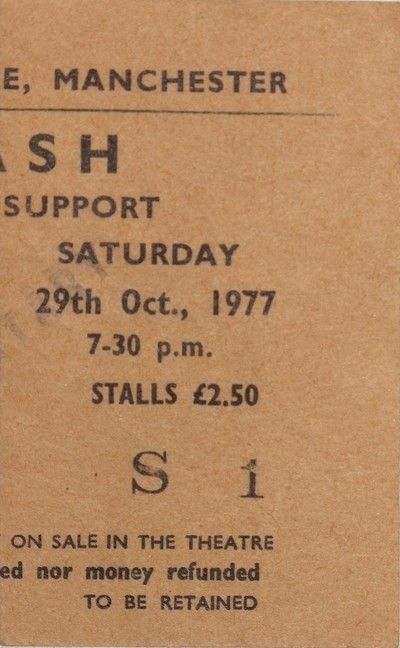 E, MANCHESTER
ASH
SUPPORT
SATURDAY
29th Oct., 1977
7-30 p.m.
STALLS £2.50
S 1
ON SALE IN THE THEATRE
ed nor money refunded
TO BE RETAINED